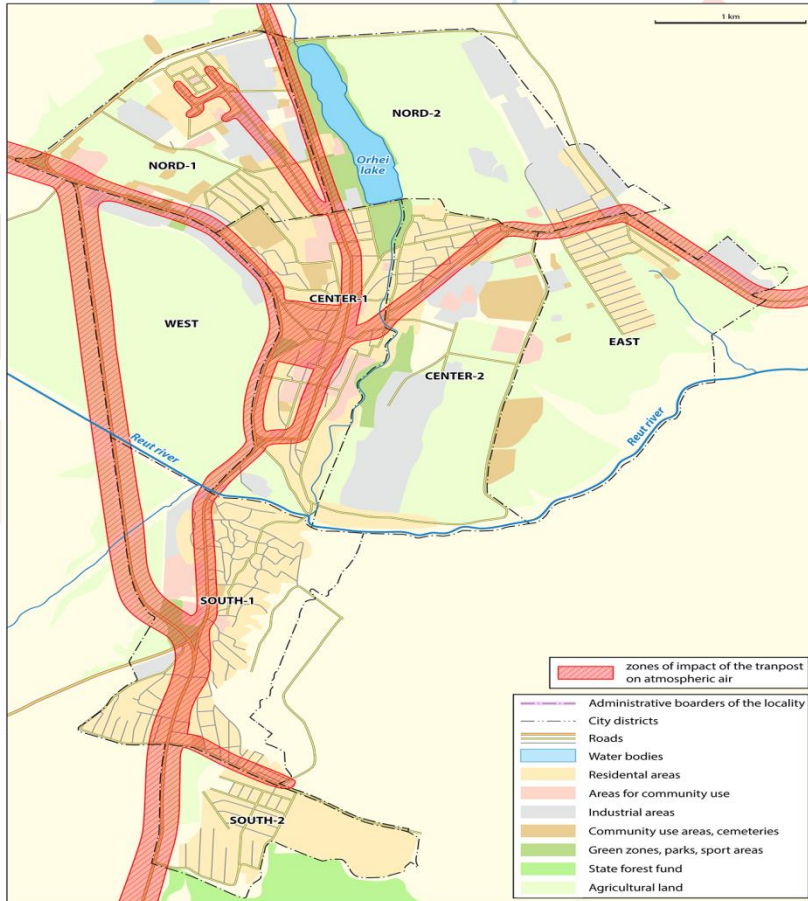 1 km
NORD-2
Orhei
lake
NORD-1
CENTER-1
WEST
EAST
CENTER-2
Reut river
Reut river
SOUTH-1
SOUTH-2
zones of impact of the tranpost
on atmospheric air
Administrative boarders of the locality
City districts
Roads
Water bodies
Residental areas
Areas for community use
Industrial areas
Community use areas, cemeteries
Green zones, parks, sport areas
State forest fund
Agricultural land